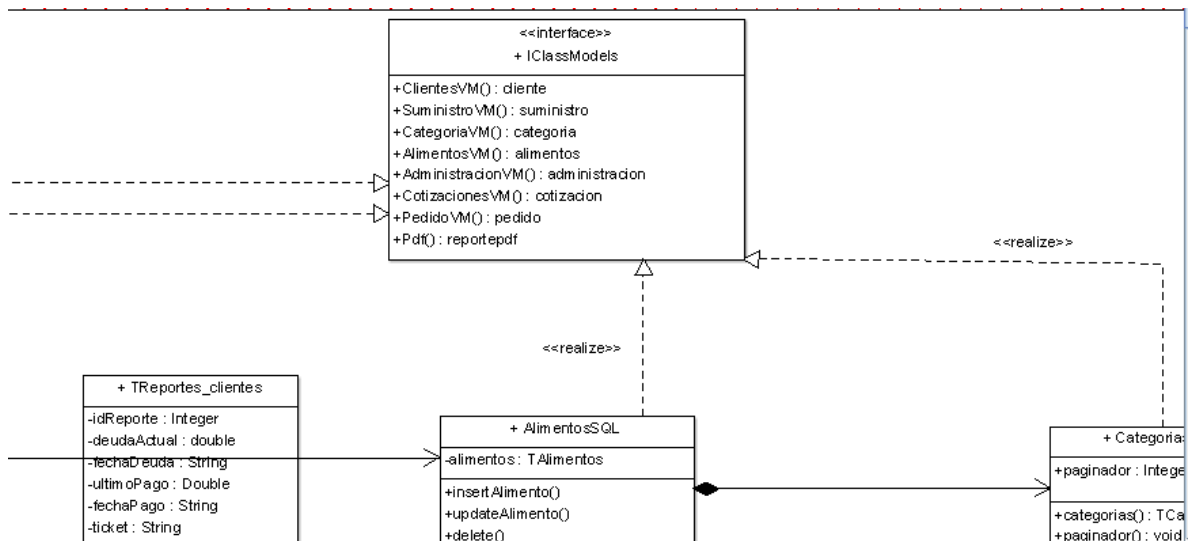 <<interface>>
+ IClassModels
+ClientesVM() : cliente
+SuministroVM() : suministro
+CategoriaVM() : categoria
+AlimentosVM() : alimentos
+AdministracionVM() : administracion
+CotizacionesVM() : cotizacion
+PedidoVM() : pedido
+Pdf() : reportepdf
<<realize>>
<<realize>>
+ TReportes_clientes
-idReporte : Integer
-deudaActual : double
-fechaDeuda : String
-ultimoPago : Double
-fechaPago : String
-ticket : String
+ AlimentosSQL
-alimentos : TAlimentos
+insertAlimento()
+updateAlimento()
+delete()
+ Categorias
+paginador : Intege
+categorias() : TCa
+paginador() : void